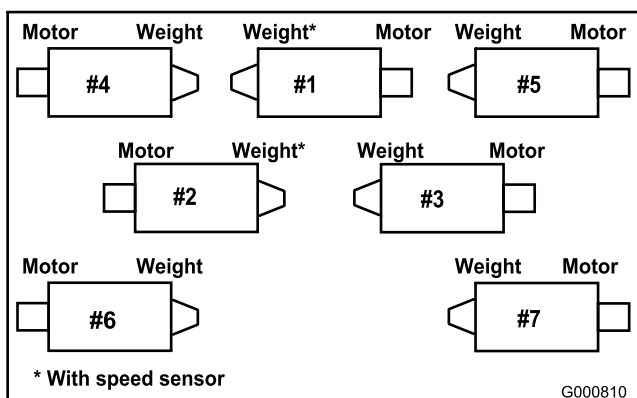 Motor Weight Weight* Motor Weight Motor
#4 #1 #5
Motor Weight* Weight Motor
#2 #3
Motor Weight Weight Motor
#6 #7
* With speed sensor
G000810